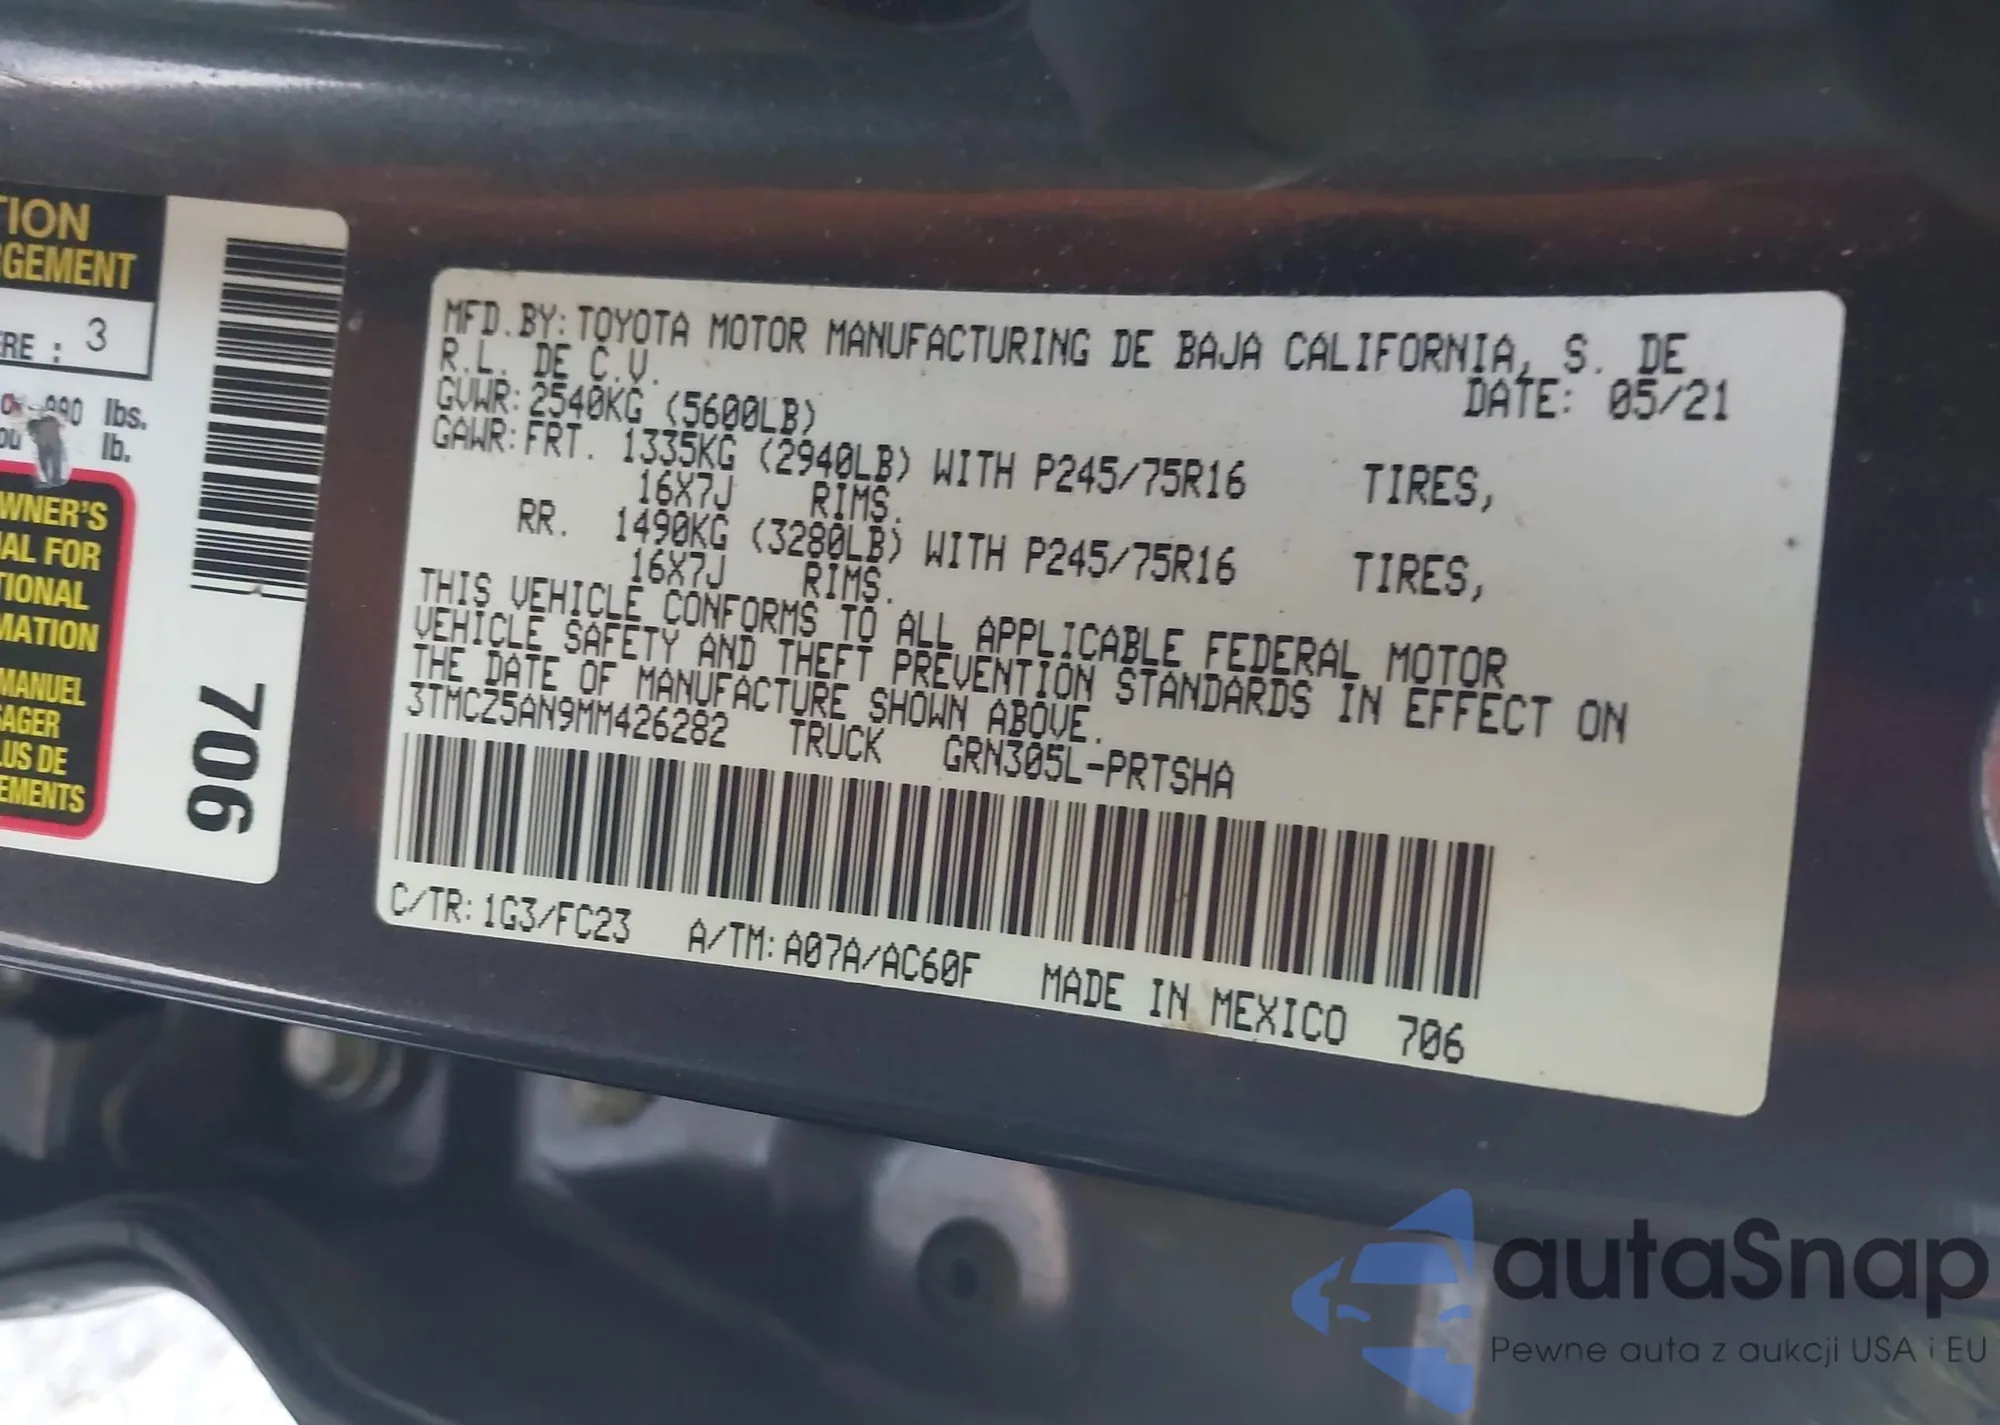 TION
GEMENT
ERE : 3
990 lbs.
lb.
WNER'S
AL FOR
TIONAL
MATION
MANUEL
SAGER
LUS DE
EMENTS
706
MFD.BY:TOYOTA MOTOR MANUFACTURING DE BAJA CALIFORNIA, S. DE
R.L. DE C.V.
DATE: 05/21
GVWR:2540KG (5600LB)
GAWR:FRT. 1335KG (2940LB) WITH P245/75R16 TIRES,
16X7J RIMS.
RR. 1490KG (3280LB) WITH P245/75R16 TIRES,
16X7J RIMS.
THIS VEHICLE CONFORMS TO ALL APPLICABLE FEDERAL MOTOR
VEHICLE SAFETY AND THEFT PREVENTION STANDARDS IN EFFECT ON
THE DATE OF MANUFACTURE SHOWN ABOVE.
3TMCZ5AN9MM426282 TRUCK GRN305L-PRTSHA
C/TR:1G3/FC23 A/TM:A07A/AC60F MADE IN MEXICO 706
autaSnap
Pewne auta z aukcji USA i EU